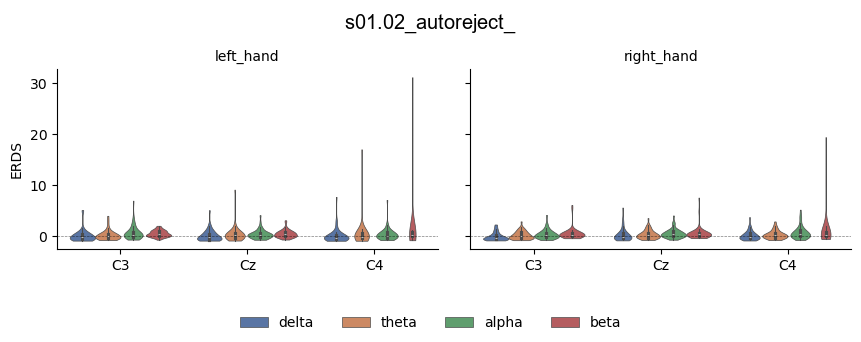 s01.02_autoreject_
left_hand
right_hand
ERDS
30
20
10
0
C3 Cz C4
C3 Cz C4
delta theta alpha beta